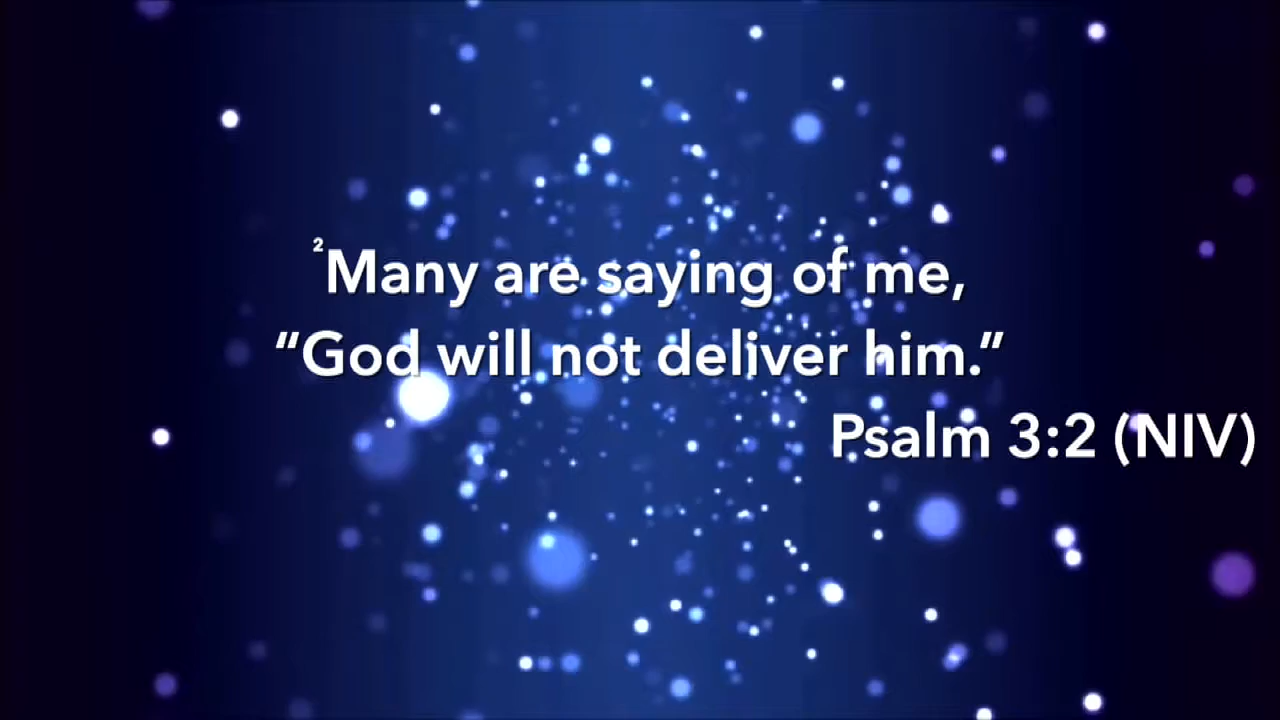 ²Many are saying of me,
“God will not deliver him.”
Psalm 3:2 (NIV)